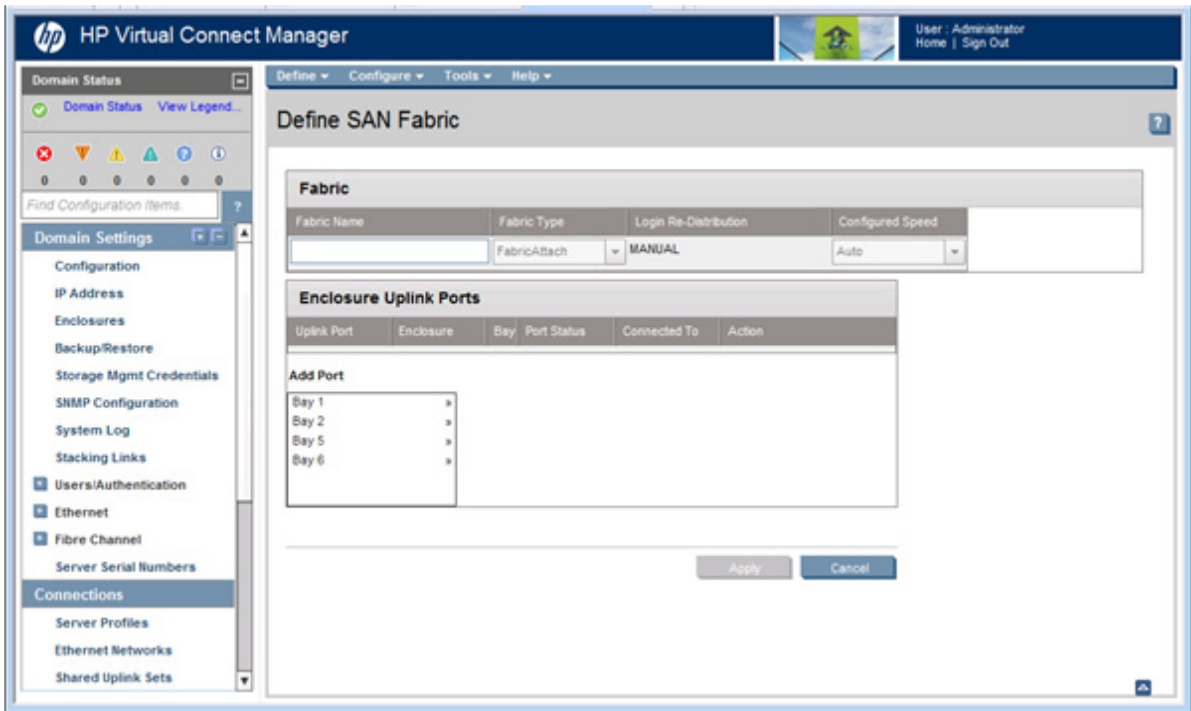 hp HP Virtual Connect Manager
User : Administrator
Home | Sign Out
Domain Status
Domain Status View Legend...
0 0 0 0 0 0
Find Configuration Items.
?
Domain Settings
Configuration
IP Address
Enclosures
Backup/Restore
Storage Mgmt Credentials
SNMP Configuration
System Log
Stacking Links
Users/Authentication
Ethernet
Fibre Channel
Server Serial Numbers
Connections
Server Profiles
Ethernet Networks
Shared Uplink Sets
Define Configure Tools Help
Define SAN Fabric
?
Fabric
Fabric Name Fabric Type Login Re-Distribution Configured Speed
FabricAttach MANUAL Auto
Enclosure Uplink Ports
Uplink Port Enclosure Bay Port Status Connected To Action
Add Port
Bay 1 »
Bay 2 »
Bay 5 »
Bay 6 »
Apply Cancel